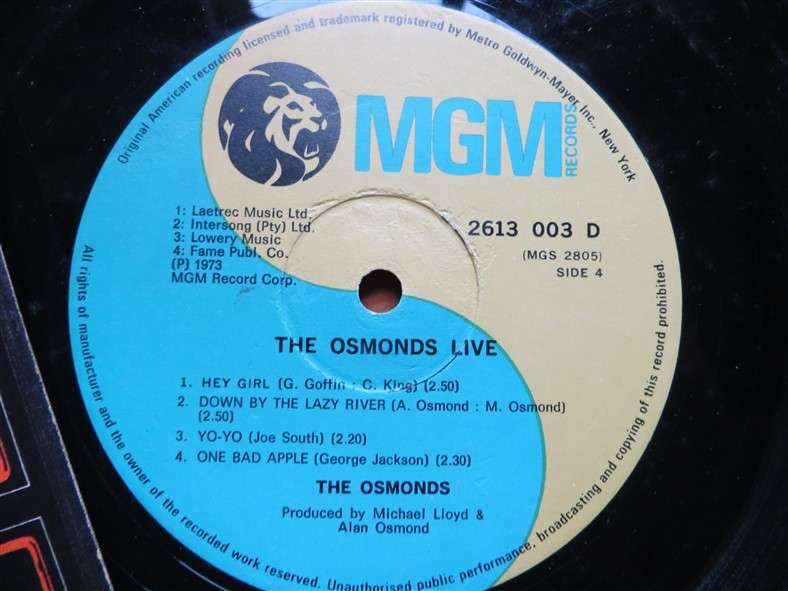 Original American recording licensed and trademark registered by Metro Goldwyn-Mayer Inc., New York
MGM
RECORDS
1: Laetrec Music Ltd.
2: Intersong (Pty) Ltd.
3: Lowery Music
4: Fame Publ. Co.
(P) 1973
MGM Record Corp.
2613 003 D
(MGS 2805)
SIDE 4
THE OSMONDS LIVE
1. HEY GIRL (G. Goffin : C. King) (2.50)
2. DOWN BY THE LAZY RIVER (A. Osmond : M. Osmond)
(2.50)
3. YO-YO (Joe South) (2.20)
4. ONE BAD APPLE (George Jackson) (2.30)
THE OSMONDS
Produced by Michael Lloyd &
Alan Osmond
All rights of manufacturer and the owner of the recorded work reserved. Unauthorised public performance, broadcasting and copying of this record prohibited.